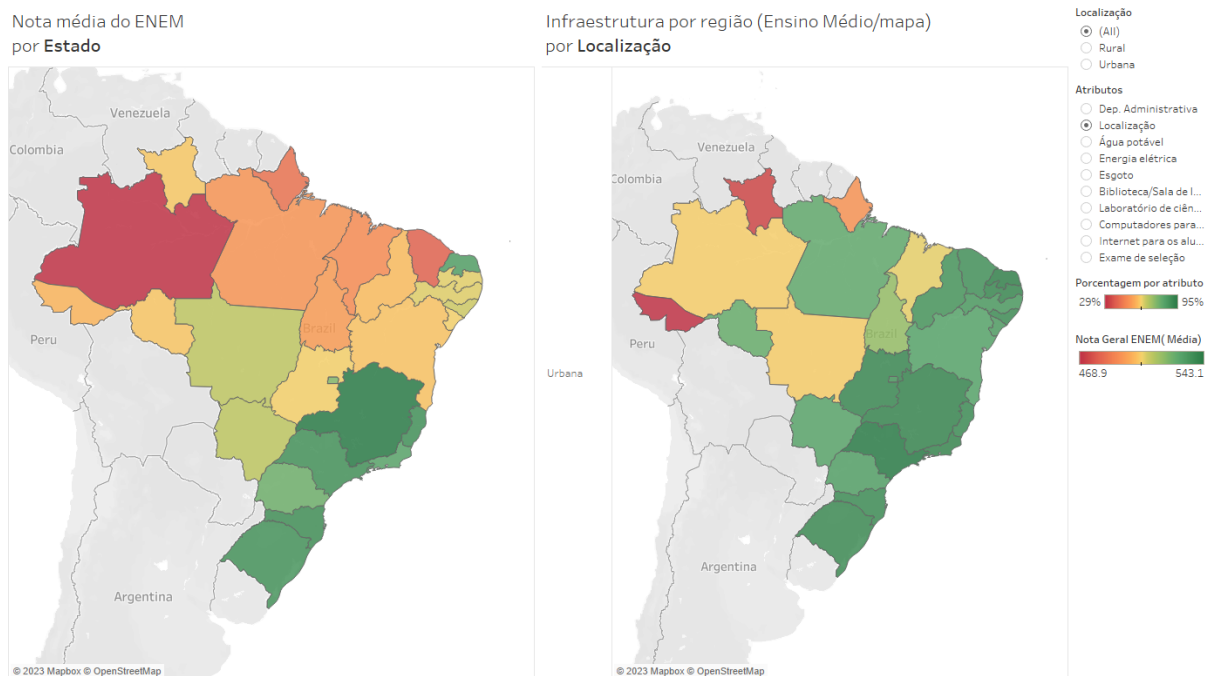 Nota média do ENEM
por Estado
Venezuela
Colombia
Brazil
Peru
Argentina
© 2023 Mapbox © OpenStreetMap
Infraestrutura por região (Ensino Médio/mapa)
por Localização
Urbana
Venezuela
Colombia
Brazil
Peru
Argentina
© 2023 Mapbox © OpenStreetMap
Localização
(All)
Rural
Urbana
Atributos
Dep. Administrativa
Localização
Água potável
Energia elétrica
Esgoto
Biblioteca/Sala de l...
Laboratório de ciên...
Computadores para...
Internet para os alu...
Exame de seleção
Porcentagem por atributo
29% 95%
Nota Geral ENEM( Média)
468.9 543.1